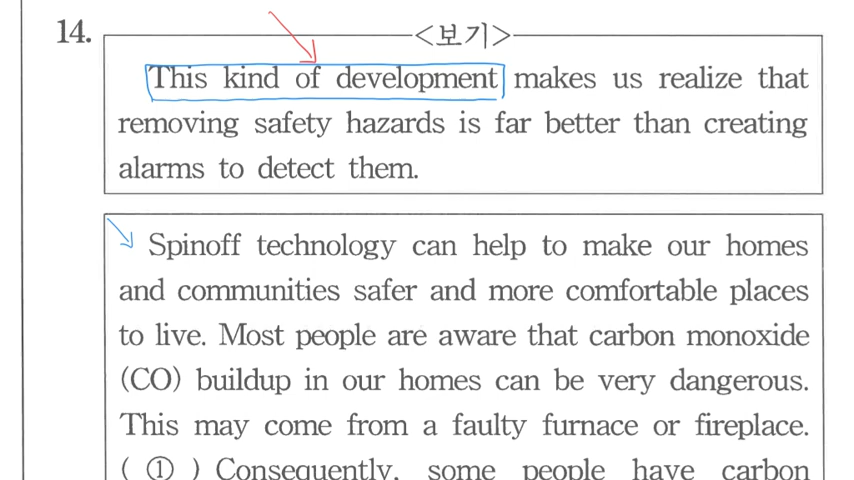 14.
<보기>
This kind of development makes us realize that
removing safety hazards is far better than creating
alarms to detect them.
Spinoff technology can help to make our homes
and communities safer and more comfortable places
to live. Most people are aware that carbon monoxide
(CO) buildup in our homes can be very dangerous.
This may come from a faulty furnace or fireplace.
( ① ) Consequently, some people have carbon